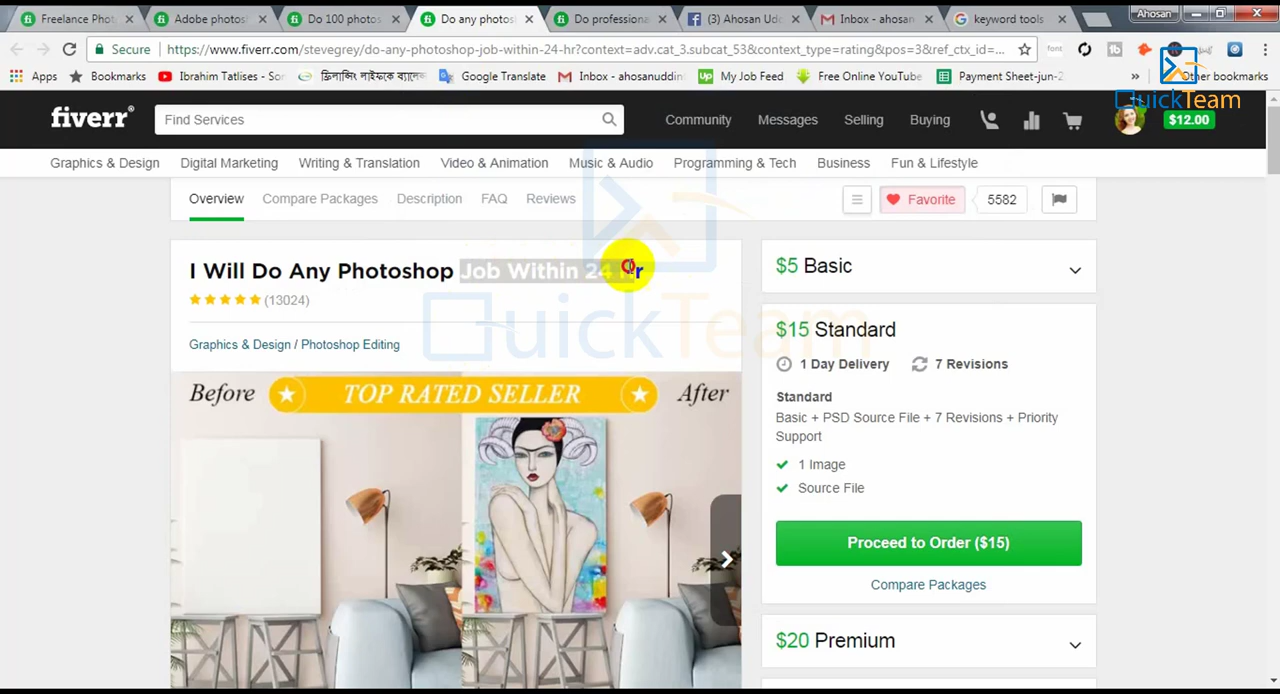 Freelance Phot
Adobe photosh
Do 100 photos
Do any photos
Do professiona
(3) Ahosan Udd
Inbox - ahosan
keyword tools
Ahosan
Secure
https://www.fiverr.com/stevegrey/do-any-photoshop-job-within-24-hr?context=adv.cat_3.subcat_53&context_type=rating&pos=3&ref_ctx_id=...
Apps
Bookmarks
Ibrahim Tatlises - Son
Google Translate
Inbox - ahosanuddin
My Job Feed
Free Online YouTube
Payment Sheet-jun-2
»
Other bookmarks
QuickTeam
fiverr
Find Services
Community
Messages
Selling
Buying
$12.00
Graphics & Design
Digital Marketing
Writing & Translation
Video & Animation
Music & Audio
Programming & Tech
Business
Fun & Lifestyle
Overview
Compare Packages
Description
FAQ
Reviews
Favorite
5582
I Will Do Any Photoshop Job Within 24 Hr
(13024)
Graphics & Design / Photoshop Editing
QuickTeam
Before
TOP RATED SELLER
After
$5 Basic
$15 Standard
1 Day Delivery
7 Revisions
Standard
Basic + PSD Source File + 7 Revisions + Priority
Support
1 Image
Source File
Proceed to Order ($15)
Compare Packages
$20 Premium